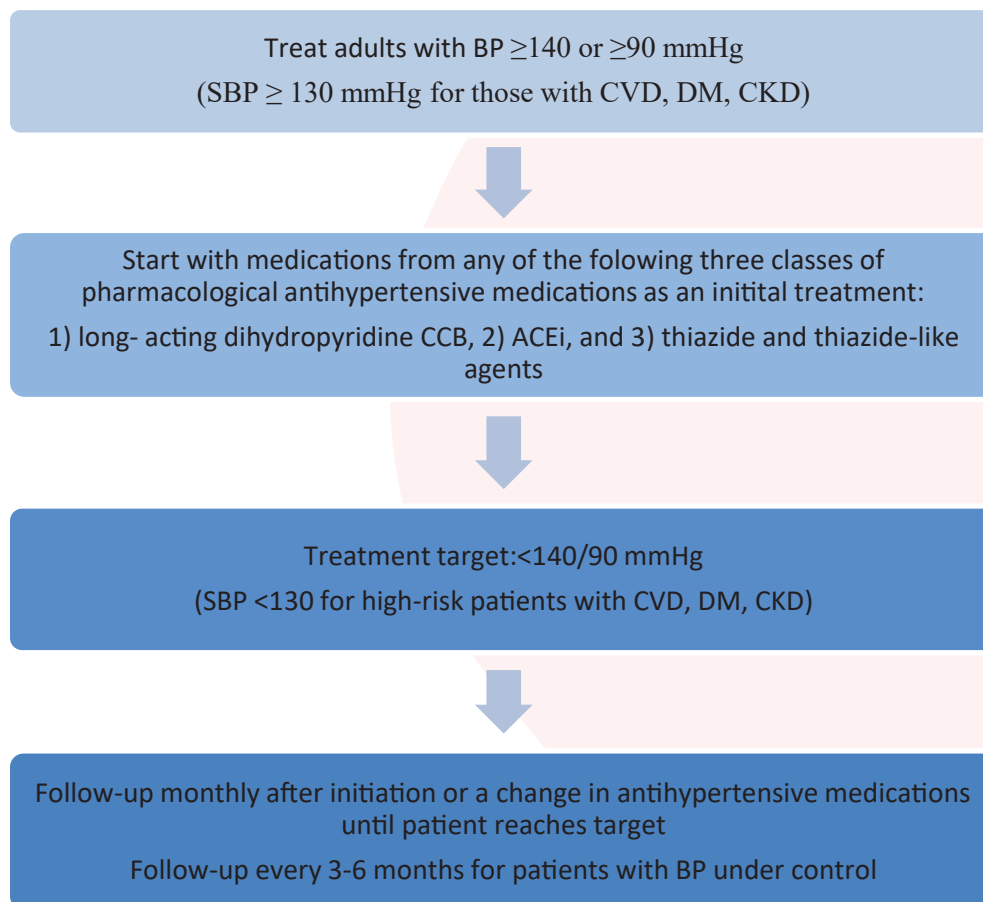 Treat adults with BP ≥140 or ≥90 mmHg
(SBP ≥ 130 mmHg for those with CVD, DM, CKD)
Start with medications from any of the folowing three classes of
pharmacological antihypertensive medications as an initital treatment:
1) long- acting dihydropyridine CCB, 2) ACEi, and 3) thiazide and thiazide-like
agents
Treatment target:<140/90 mmHg
(SBP <130 for high-risk patients with CVD, DM, CKD)
Follow-up monthly after initiation or a change in antihypertensive medications
until patient reaches target
Follow-up every 3-6 months for patients with BP under control